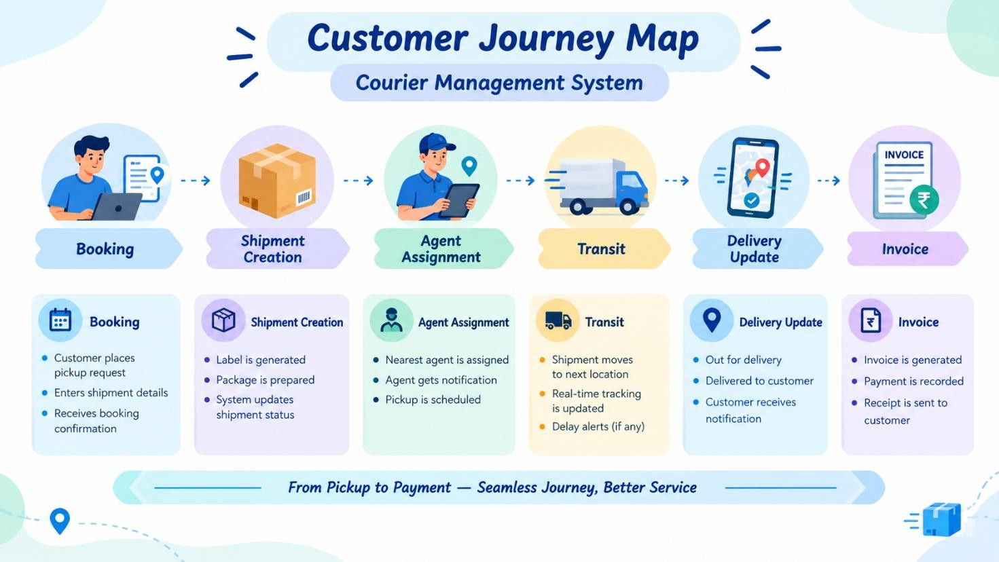 Customer Journey Map
Courier Management System
INVOICE
₹
Booking
Shipment
Creation
Agent
Assignment
Transit
Delivery
Update
Invoice
Booking
Customer places
pickup request
Enters shipment details
Receives booking
confirmation
Shipment Creation
Label is generated
Package is prepared
System updates
shipment status
Agent Assignment
Nearest agent is assigned
Agent gets notification
Pickup is scheduled
Transit
Shipment moves
to next location
Real-time tracking
is updated
Delay alerts (if any)
Delivery Update
Out for delivery
Delivered to customer
Customer receives
notification
₹
Invoice
Invoice is generated
Payment is recorded
Receipt is sent to
customer
From Pickup to Payment — Seamless Journey, Better Service